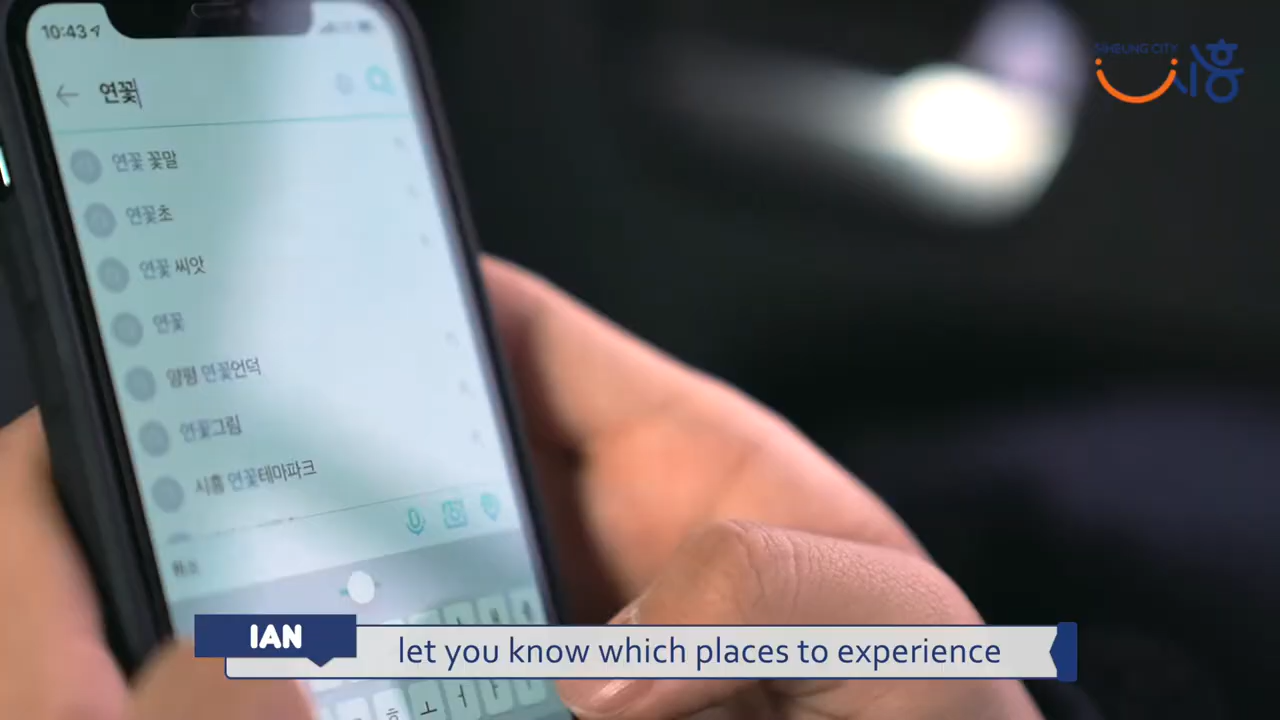 10:43
SIHEUNG CITY
시흥
연꽃
연꽃 꽃말
연꽃초
연꽃 씨앗
연꽃
양평 연꽃언덕
연꽃그림
시흥 연꽃테마파크
취소
ㅎ ㅗ ㅓ ㅏ
IAN
let you know which places to experience